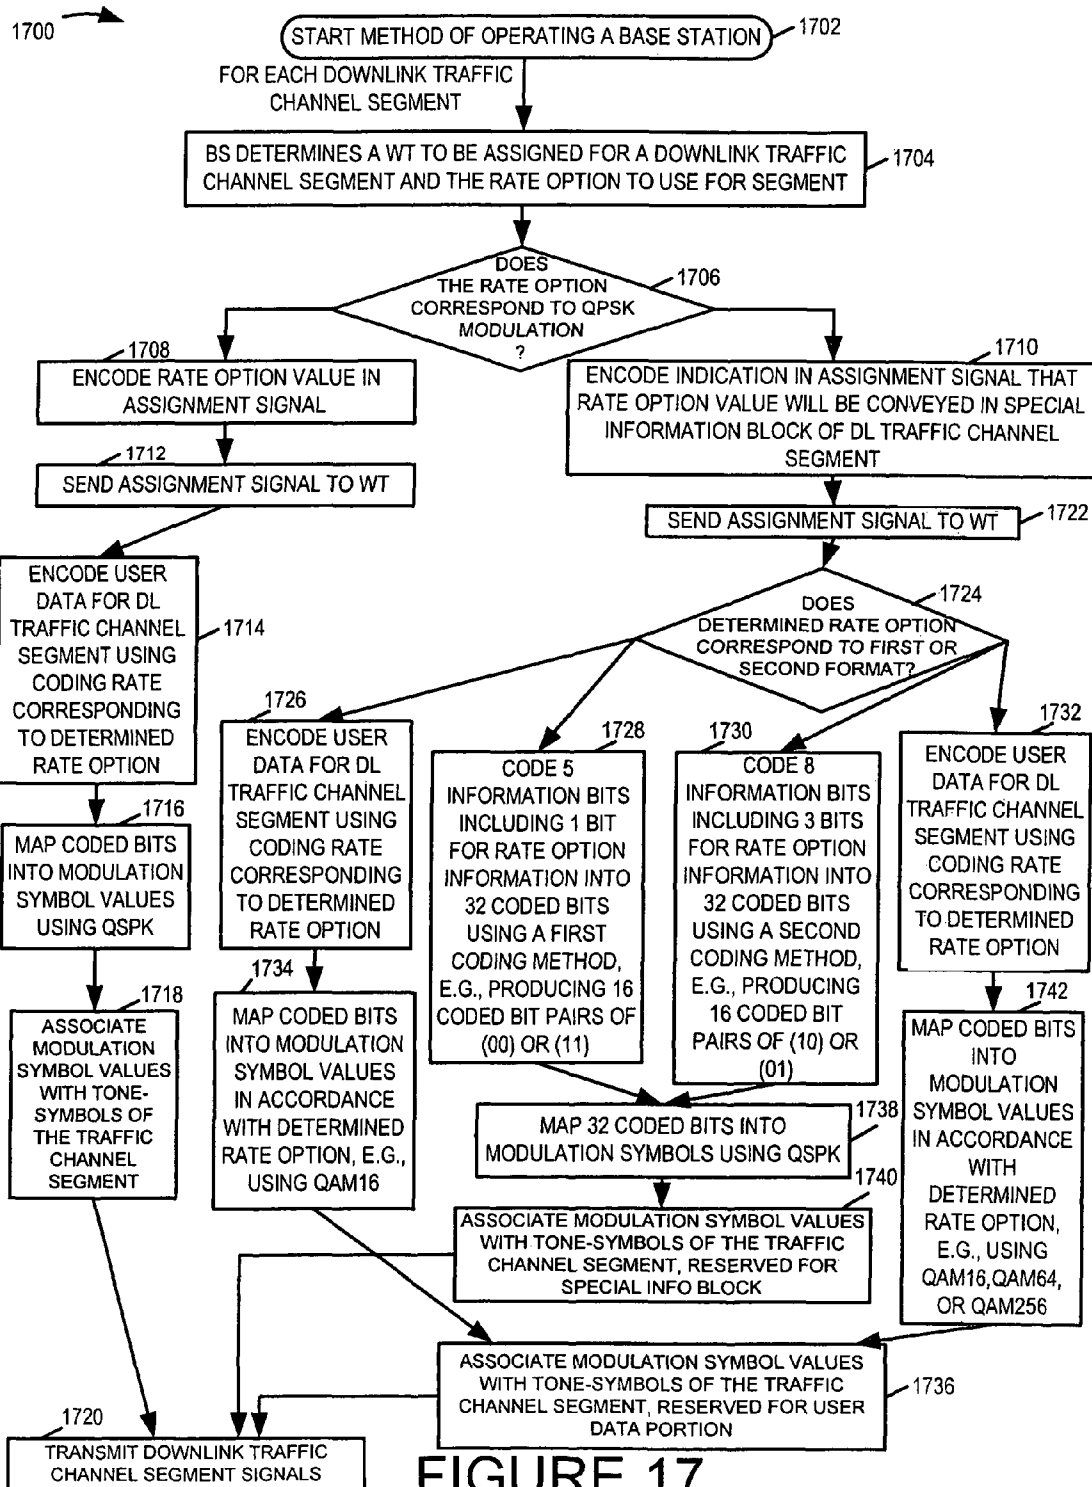 1700
START METHOD OF OPERATING A BASE STATION
1702
FOR EACH DOWNLINK TRAFFIC
CHANNEL SEGMENT
BS DETERMINES A WT TO BE ASSIGNED FOR A DOWNLINK TRAFFIC
CHANNEL SEGMENT AND THE RATE OPTION TO USE FOR SEGMENT
1704
DOES
THE RATE OPTION
CORRESPOND TO QPSK
MODULATION
?
1706
1708
ENCODE RATE OPTION VALUE IN
ASSIGNMENT SIGNAL
1710
ENCODE INDICATION IN ASSIGNMENT SIGNAL THAT
RATE OPTION VALUE WILL BE CONVEYED IN SPECIAL
INFORMATION BLOCK OF DL TRAFFIC CHANNEL
SEGMENT
1712
SEND ASSIGNMENT SIGNAL TO WT
SEND ASSIGNMENT SIGNAL TO WT
1722
ENCODE USER
DATA FOR DL
TRAFFIC CHANNEL
SEGMENT USING
CODING RATE
CORRESPONDING
TO DETERMINED
RATE OPTION
1714
DOES
DETERMINED RATE OPTION
CORRESPOND TO FIRST OR
SECOND FORMAT?
1724
1726
ENCODE USER
DATA FOR DL
TRAFFIC CHANNEL
SEGMENT USING
CODING RATE
CORRESPONDING
TO DETERMINED
RATE OPTION
1728
CODE 5
INFORMATION BITS
INCLUDING 1 BIT
FOR RATE OPTION
INFORMATION INTO
32 CODED BITS
USING A FIRST
CODING METHOD,
E.G., PRODUCING 16
CODED BIT PAIRS OF
(00) OR (11)
1730
CODE 8
INFORMATION BITS
INCLUDING 3 BITS
FOR RATE OPTION
INFORMATION INTO
32 CODED BITS
USING A SECOND
CODING METHOD,
E.G., PRODUCING
16 CODED BIT
PAIRS OF (10) OR
(01)
1732
ENCODE USER
DATA FOR DL
TRAFFIC CHANNEL
SEGMENT USING
CODING RATE
CORRESPONDING
TO DETERMINED
RATE OPTION
1716
MAP CODED BITS
INTO MODULATION
SYMBOL VALUES
USING QSPK
1718
ASSOCIATE
MODULATION
SYMBOL VALUES
WITH TONE-
SYMBOLS OF
THE TRAFFIC
CHANNEL
SEGMENT
1734
MAP CODED BITS
INTO MODULATION
SYMBOL VALUES
IN ACCORDANCE
WITH DETERMINED
RATE OPTION, E.G.,
USING QAM16
MAP 32 CODED BITS INTO
MODULATION SYMBOLS USING QSPK
1738
1740
ASSOCIATE MODULATION SYMBOL VALUES
WITH TONE-SYMBOLS OF THE TRAFFIC
CHANNEL SEGMENT, RESERVED FOR
SPECIAL INFO BLOCK
1742
MAP CODED BITS
INTO
MODULATION
SYMBOL VALUES
IN ACCORDANCE
WITH
DETERMINED
RATE OPTION,
E.G., USING
QAM16,QAM64,
OR QAM256
ASSOCIATE MODULATION SYMBOL VALUES
WITH TONE-SYMBOLS OF THE TRAFFIC
CHANNEL SEGMENT, RESERVED FOR USER
DATA PORTION
1736
1720
TRANSMIT DOWNLINK TRAFFIC
CHANNEL SEGMENT SIGNALS
FIGURE 17